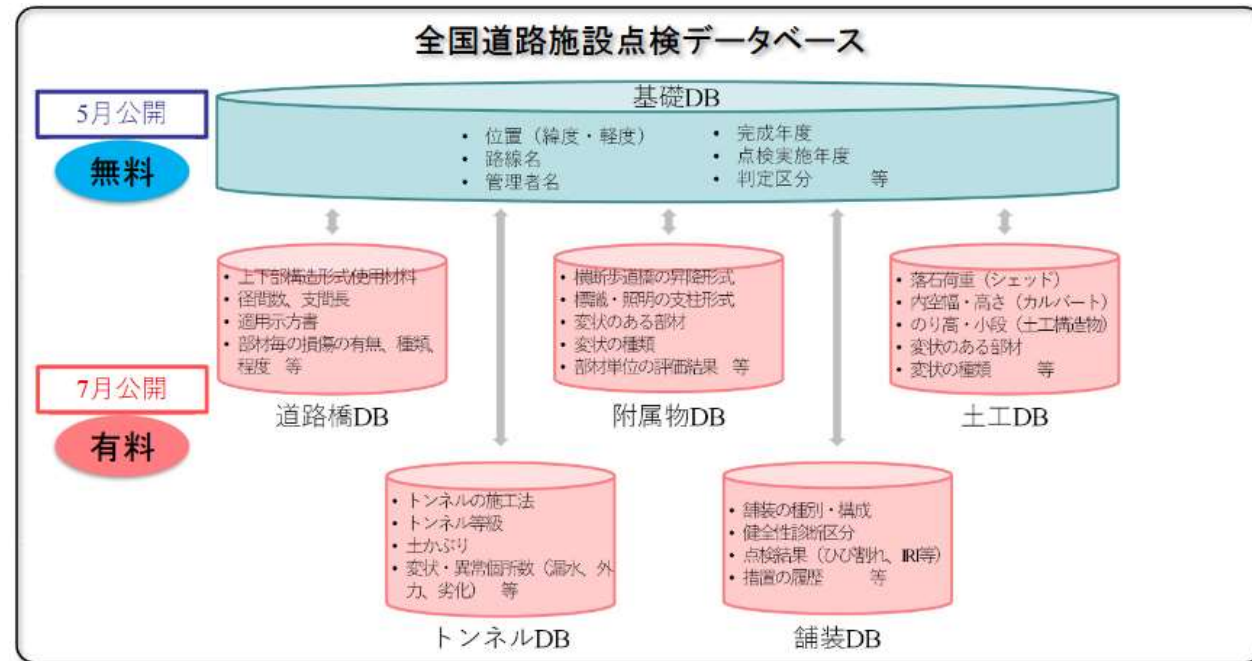 全国道路施設点検データベース
5月公開
無料
基礎DB
• 位置（緯度・軽度）
• 路線名
• 管理者名
• 完成年度
• 点検実施年度
• 判定区分　　等
7月公開
有料
• 上下部構造形式使用材料
• 径間数、支間長
• 適用示方書
• 部材毎の損傷の有無、種類、
程度　等
道路橋DB
• 横断歩道橋の昇降形式
• 標識・照明の支柱形式
• 変状のある部材
• 変状の種類
• 部材単位の評価結果　等
附属物DB
• 落石荷重（シェッド）
• 内空幅・高さ（カルバート）
• のり高・小段（土工構造物）
• 変状のある部材
• 変状の種類　　等
土工DB
• トンネルの施工法
• トンネル等級
• 土かぶり
• 変状・異常個所数（漏水、外
力、劣化）　等
トンネルDB
• 舗装の種別・構成
• 健全性診断区分
• 点検結果（ひび割れ、IRI等）
• 措置の履歴　　等
舗装DB